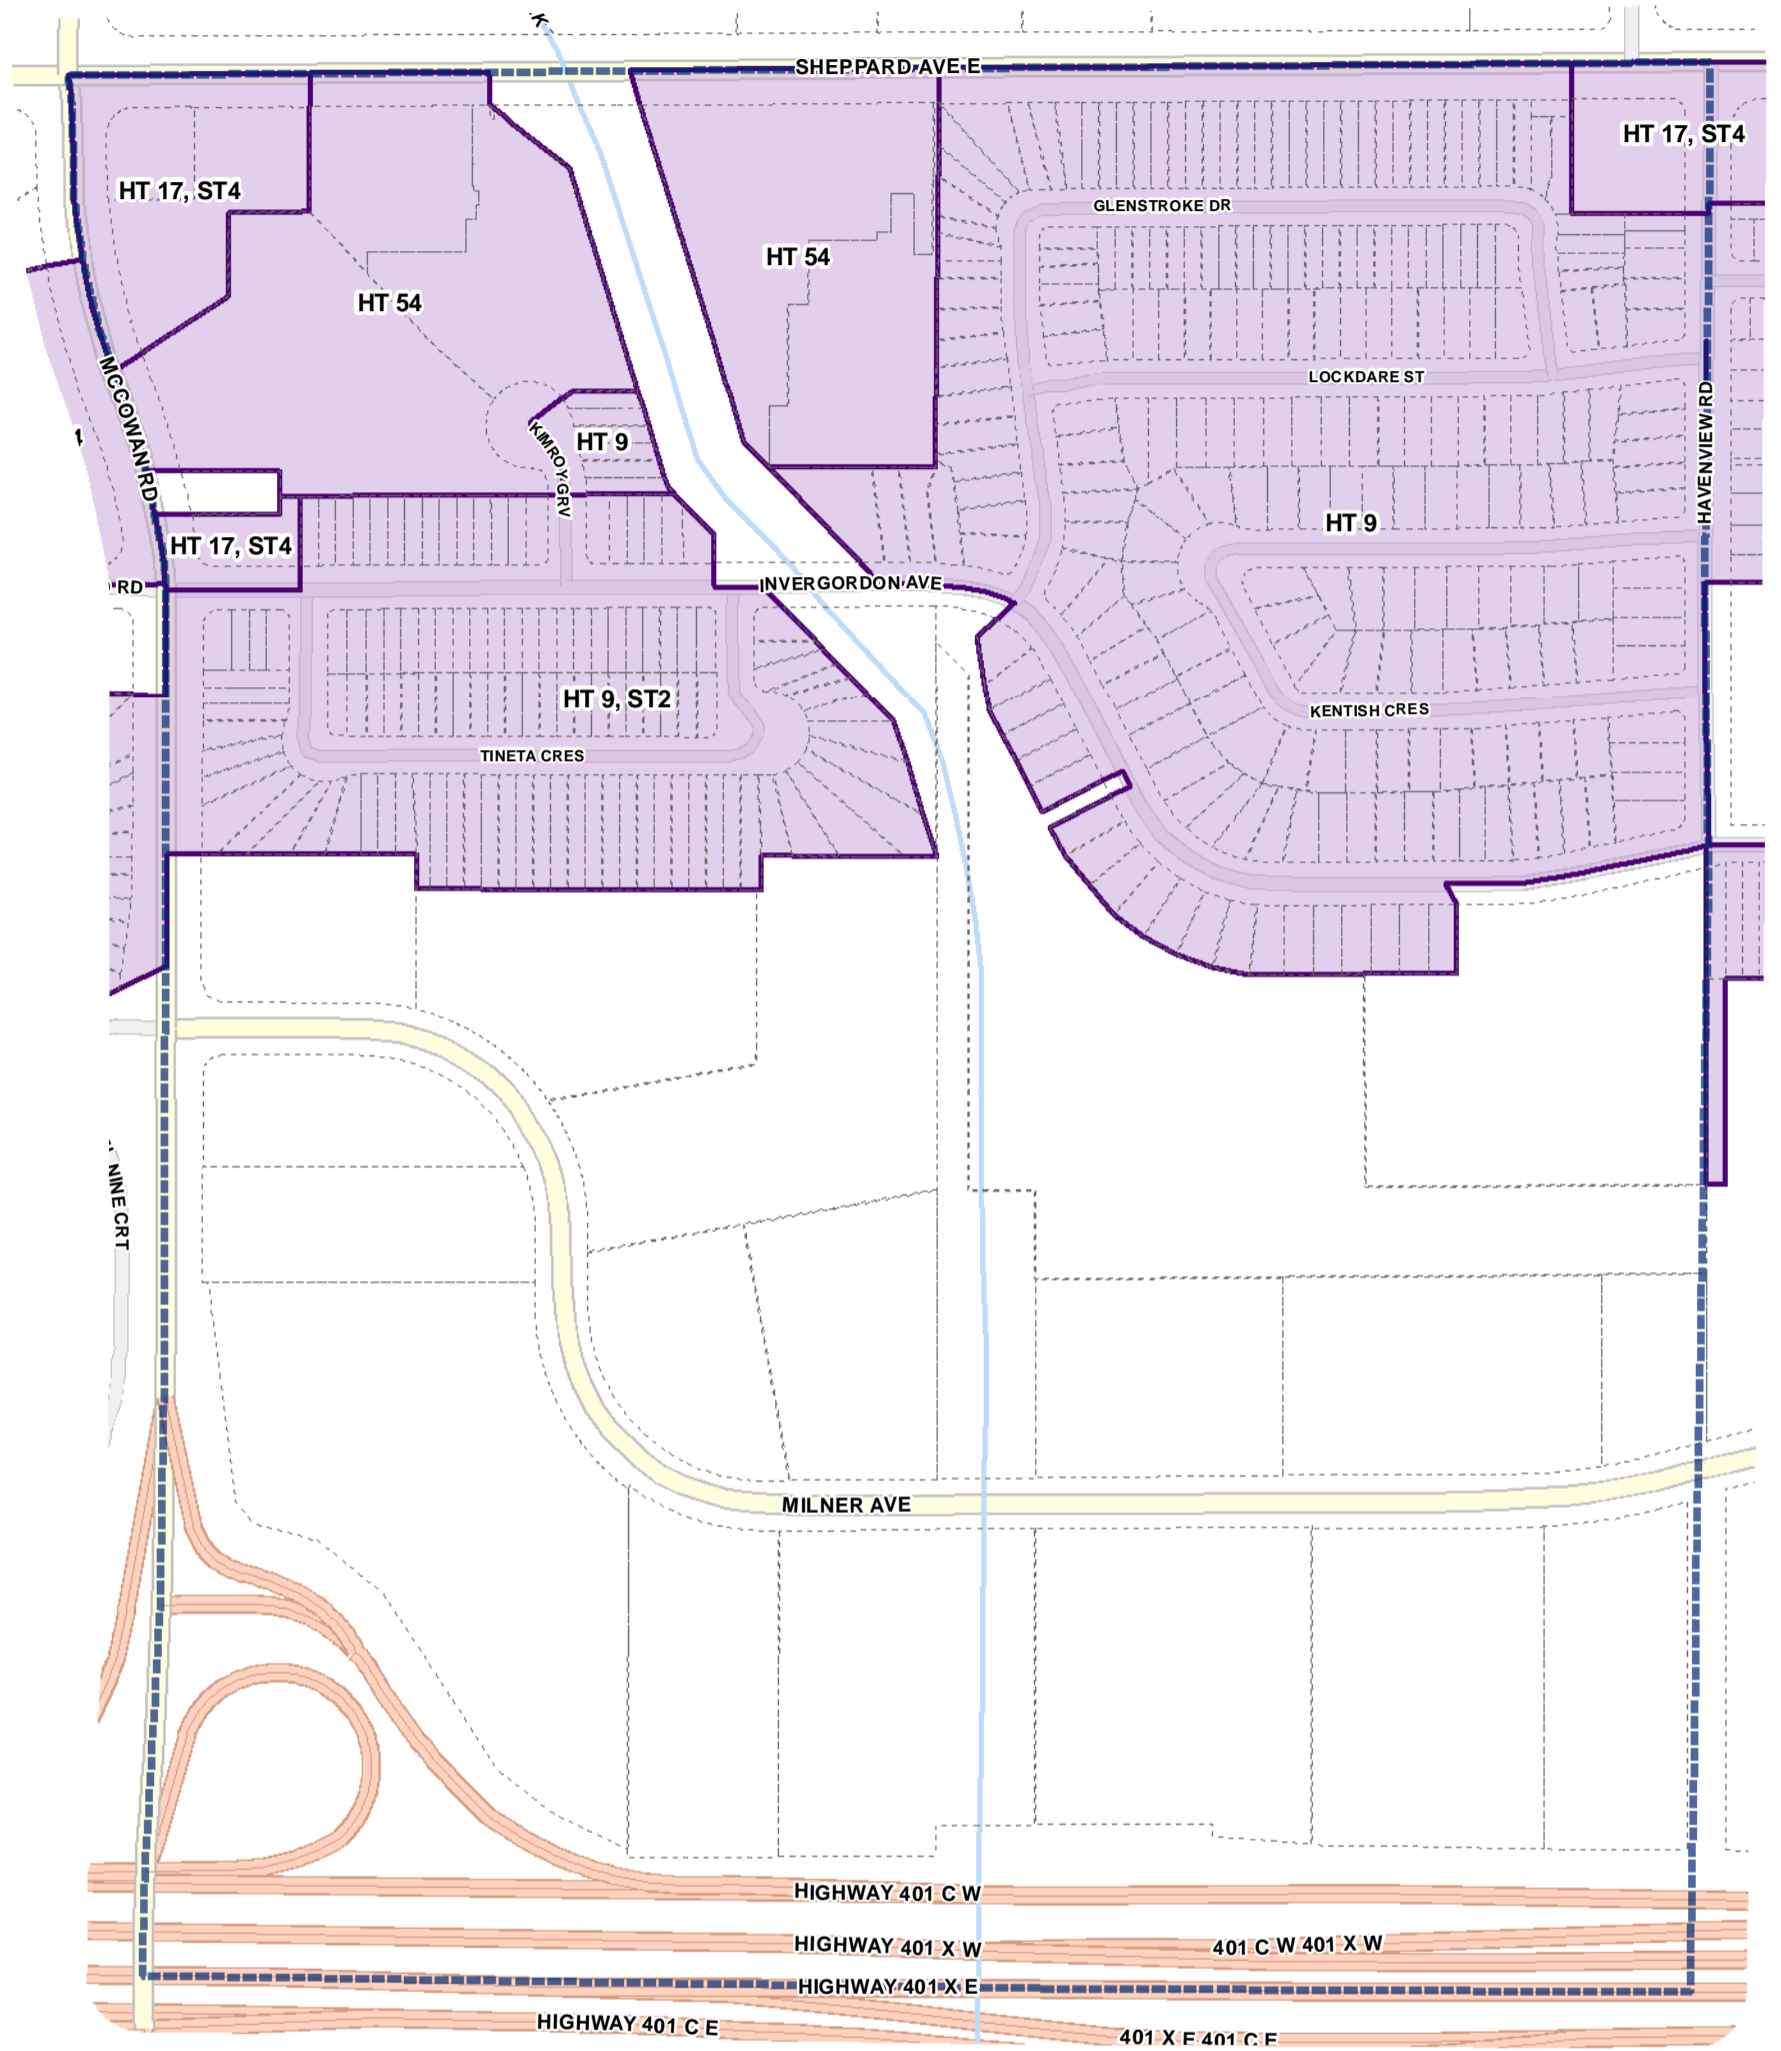 K
SHEPPARD AVE E
HT 17, ST4
HT 17, ST4
GLENSTROKE DR
HT 54
HT 54
MCCOWAN RD
LOCKDARE ST
HAVENVIEW RD
4
KIMROY GRV
HT 9
HT 9
HT 17, ST4
RD
INVERGORDON AVE
HT 9, ST2
KENTISH CRES
TINETA CRES
NINE CRT
MILNER AVE
HIGHWAY 401 C W
HIGHWAY 401 X W
401 C W 401 X W
HIGHWAY 401 X E
HIGHWAY 401 C E
401 X E 401 C E